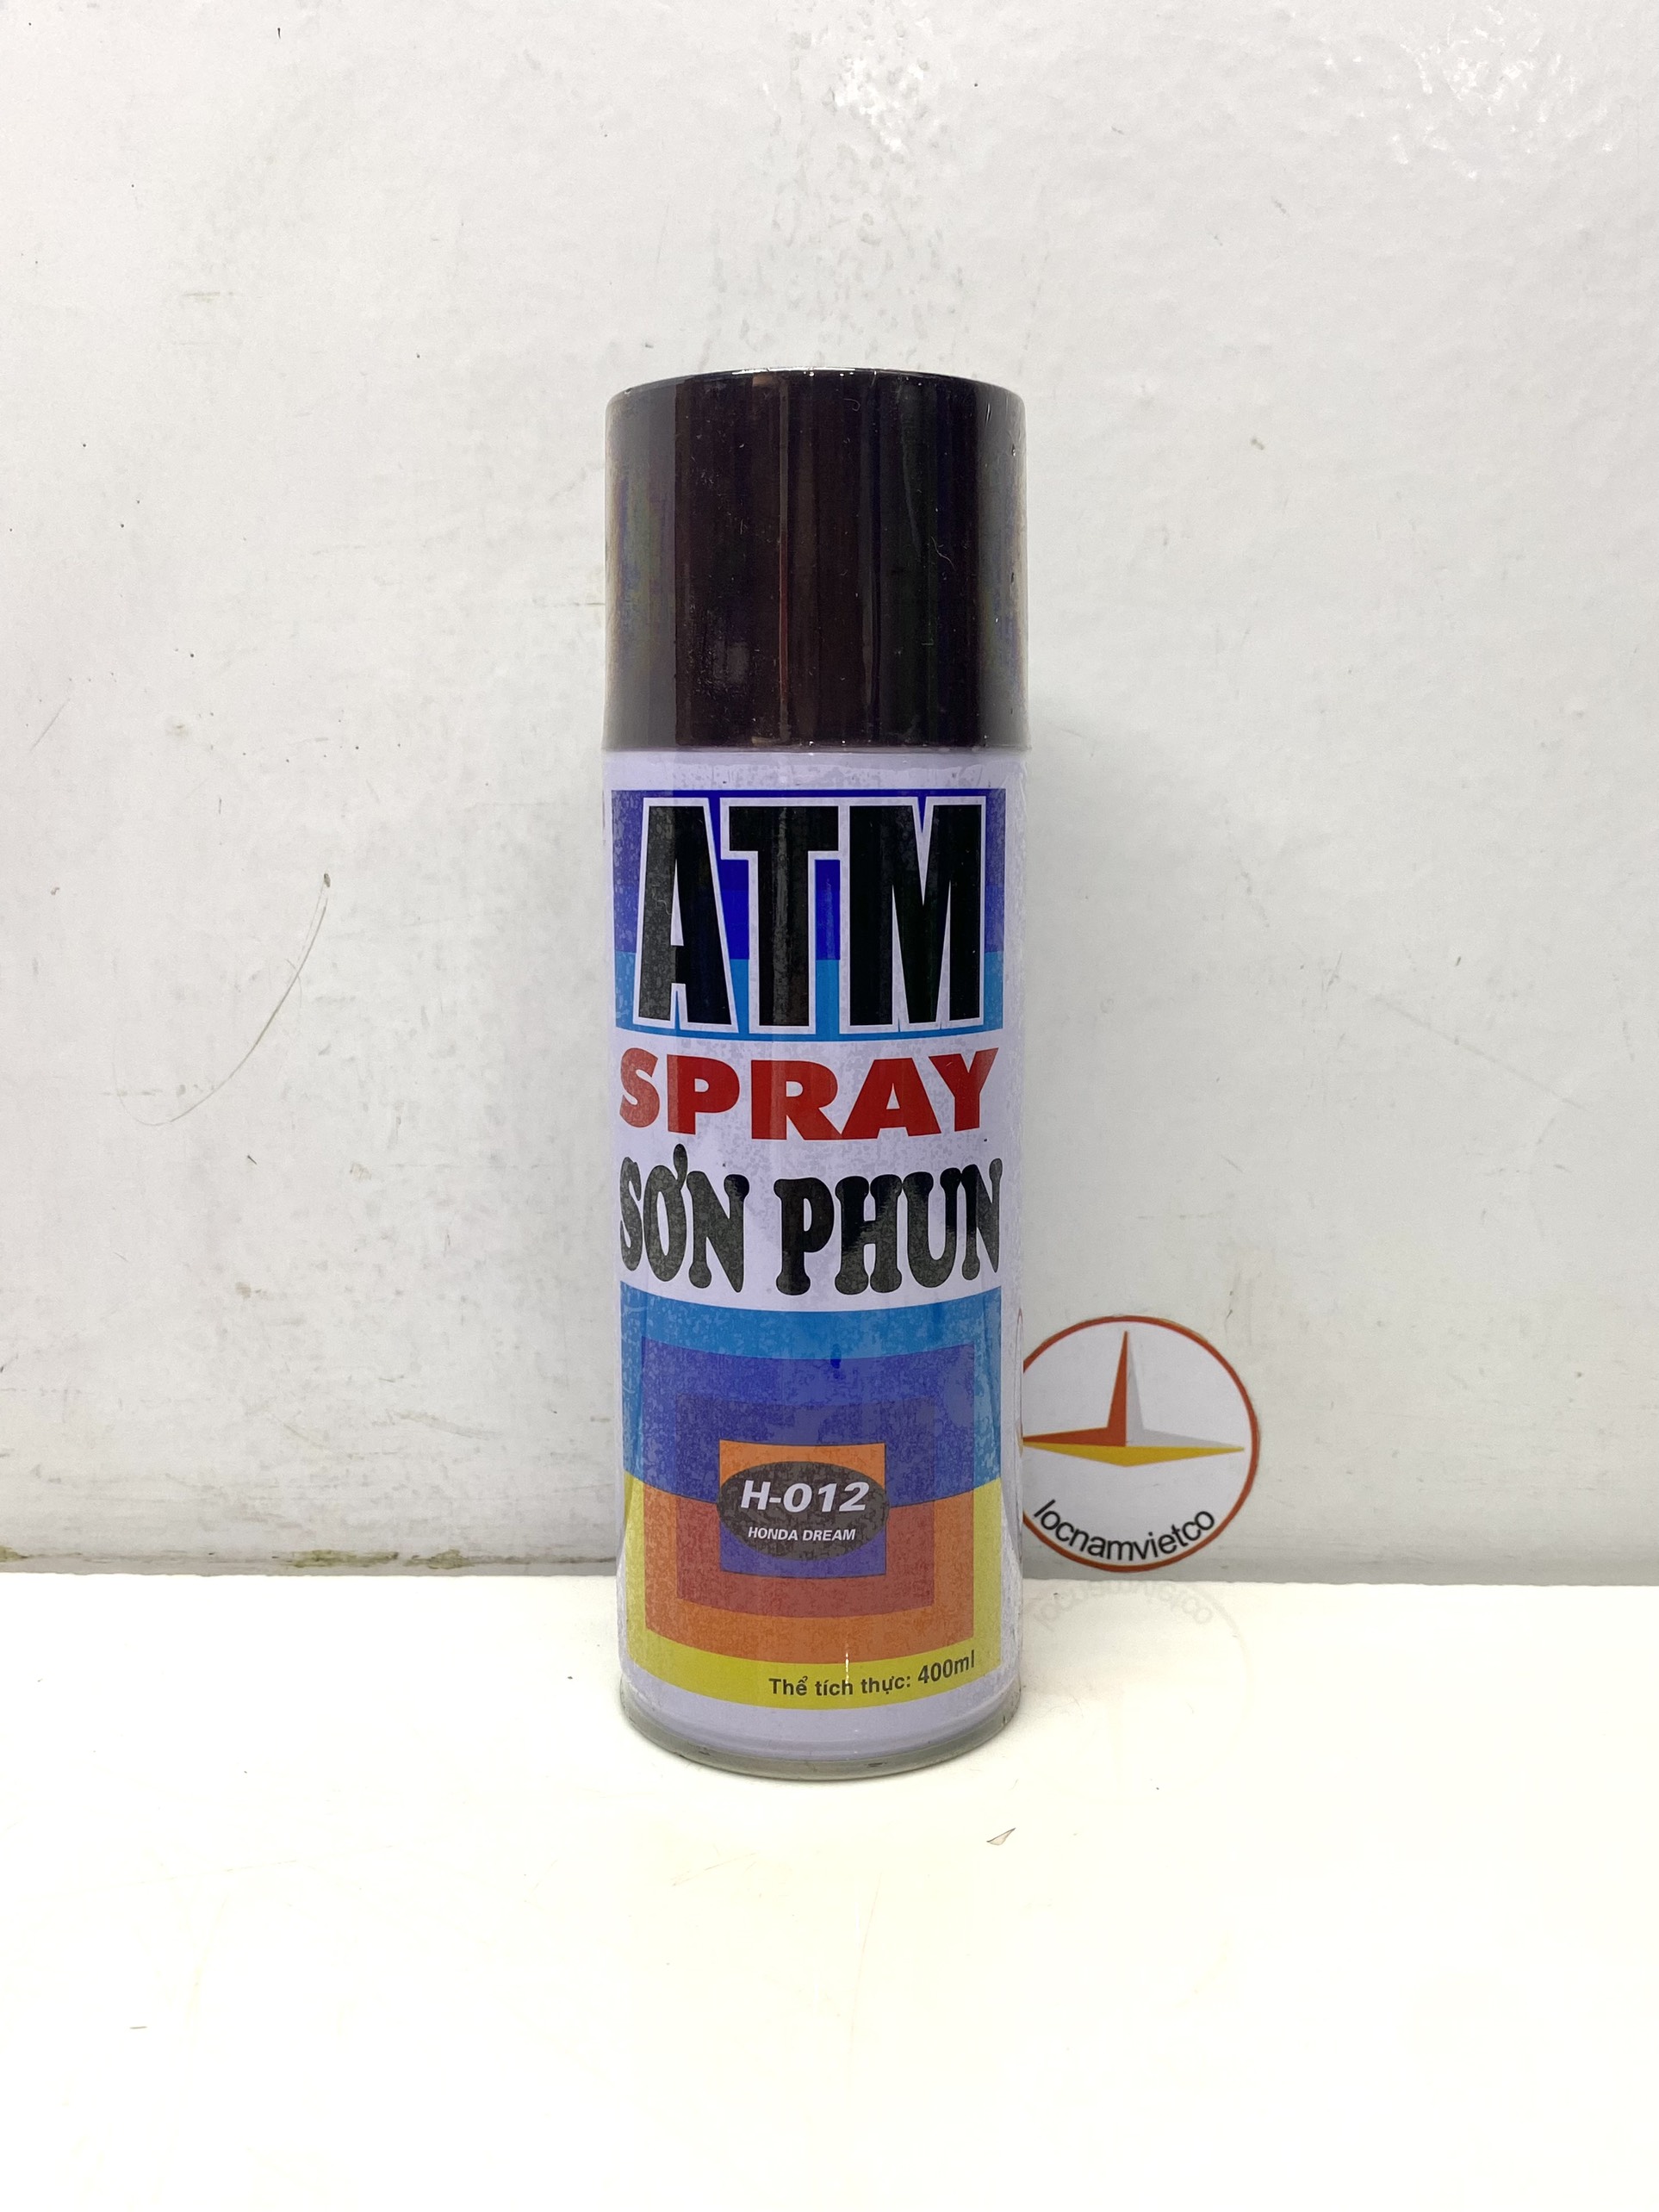 ATM
SPRAY
SƠN PHUN
H-012
HONDA DREAM
Thể tích thực: 400ml
locnamvietco